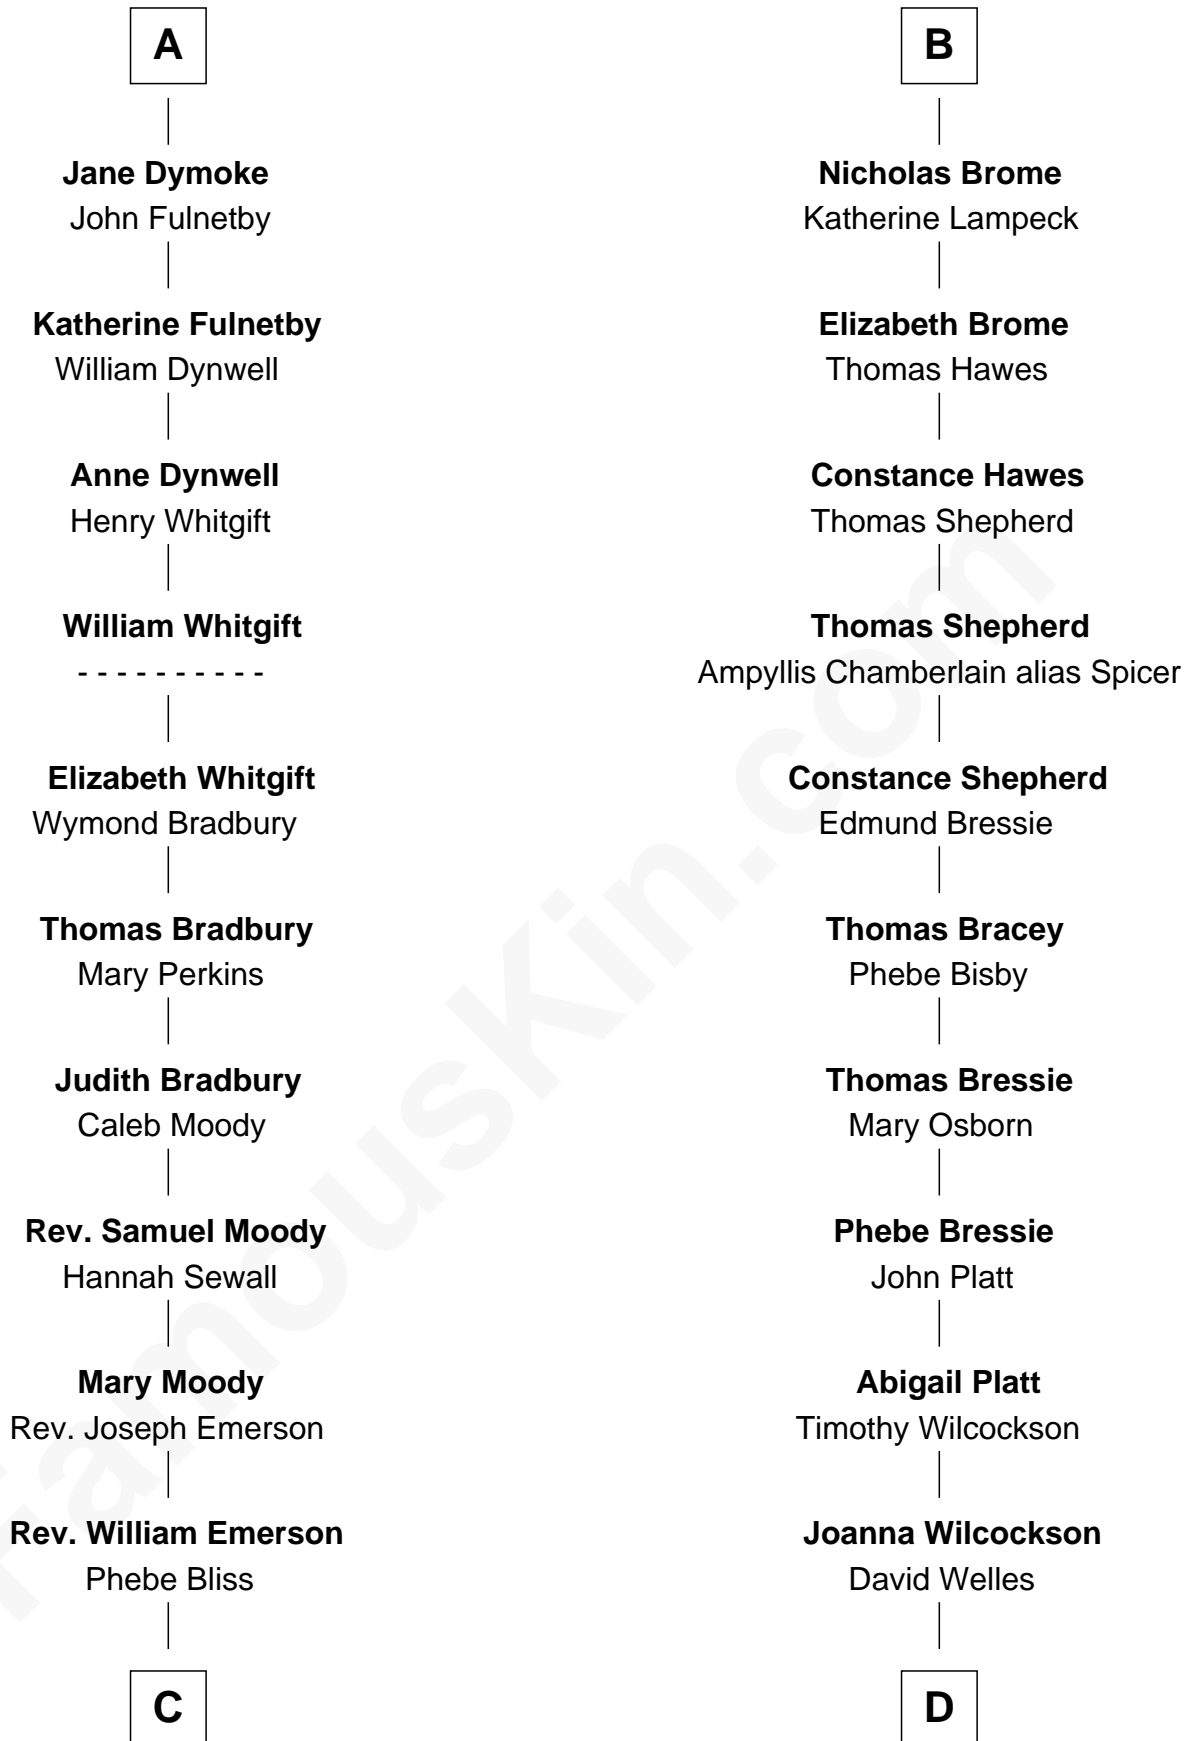 A
Jane Dymoke
John Fulnetby
Katherine Fulnetby
William Dynwell
Anne Dynwell
Henry Whitgift
William Whitgift
- - - - - - - - - -
Elizabeth Whitgift
Wymond Bradbury
Thomas Bradbury
Mary Perkins
Judith Bradbury
Caleb Moody
Rev. Samuel Moody
Hannah Sewall
Mary Moody
Rev. Joseph Emerson
Rev. William Emerson
Phebe Bliss
C
B
Nicholas Brome
Katherine Lampeck
Elizabeth Brome
Thomas Hawes
Constance Hawes
Thomas Shepherd
Thomas Shepherd
Ampyllis Chamberlain alias Spicer
Constance Shepherd
Edmund Bressie
Thomas Bracey
Phebe Bisby
Thomas Bressie
Mary Osborn
Phebe Bressie
John Platt
Abigail Platt
Timothy Wilcockson
Joanna Wilcockson
David Welles
D
FamousKin.com